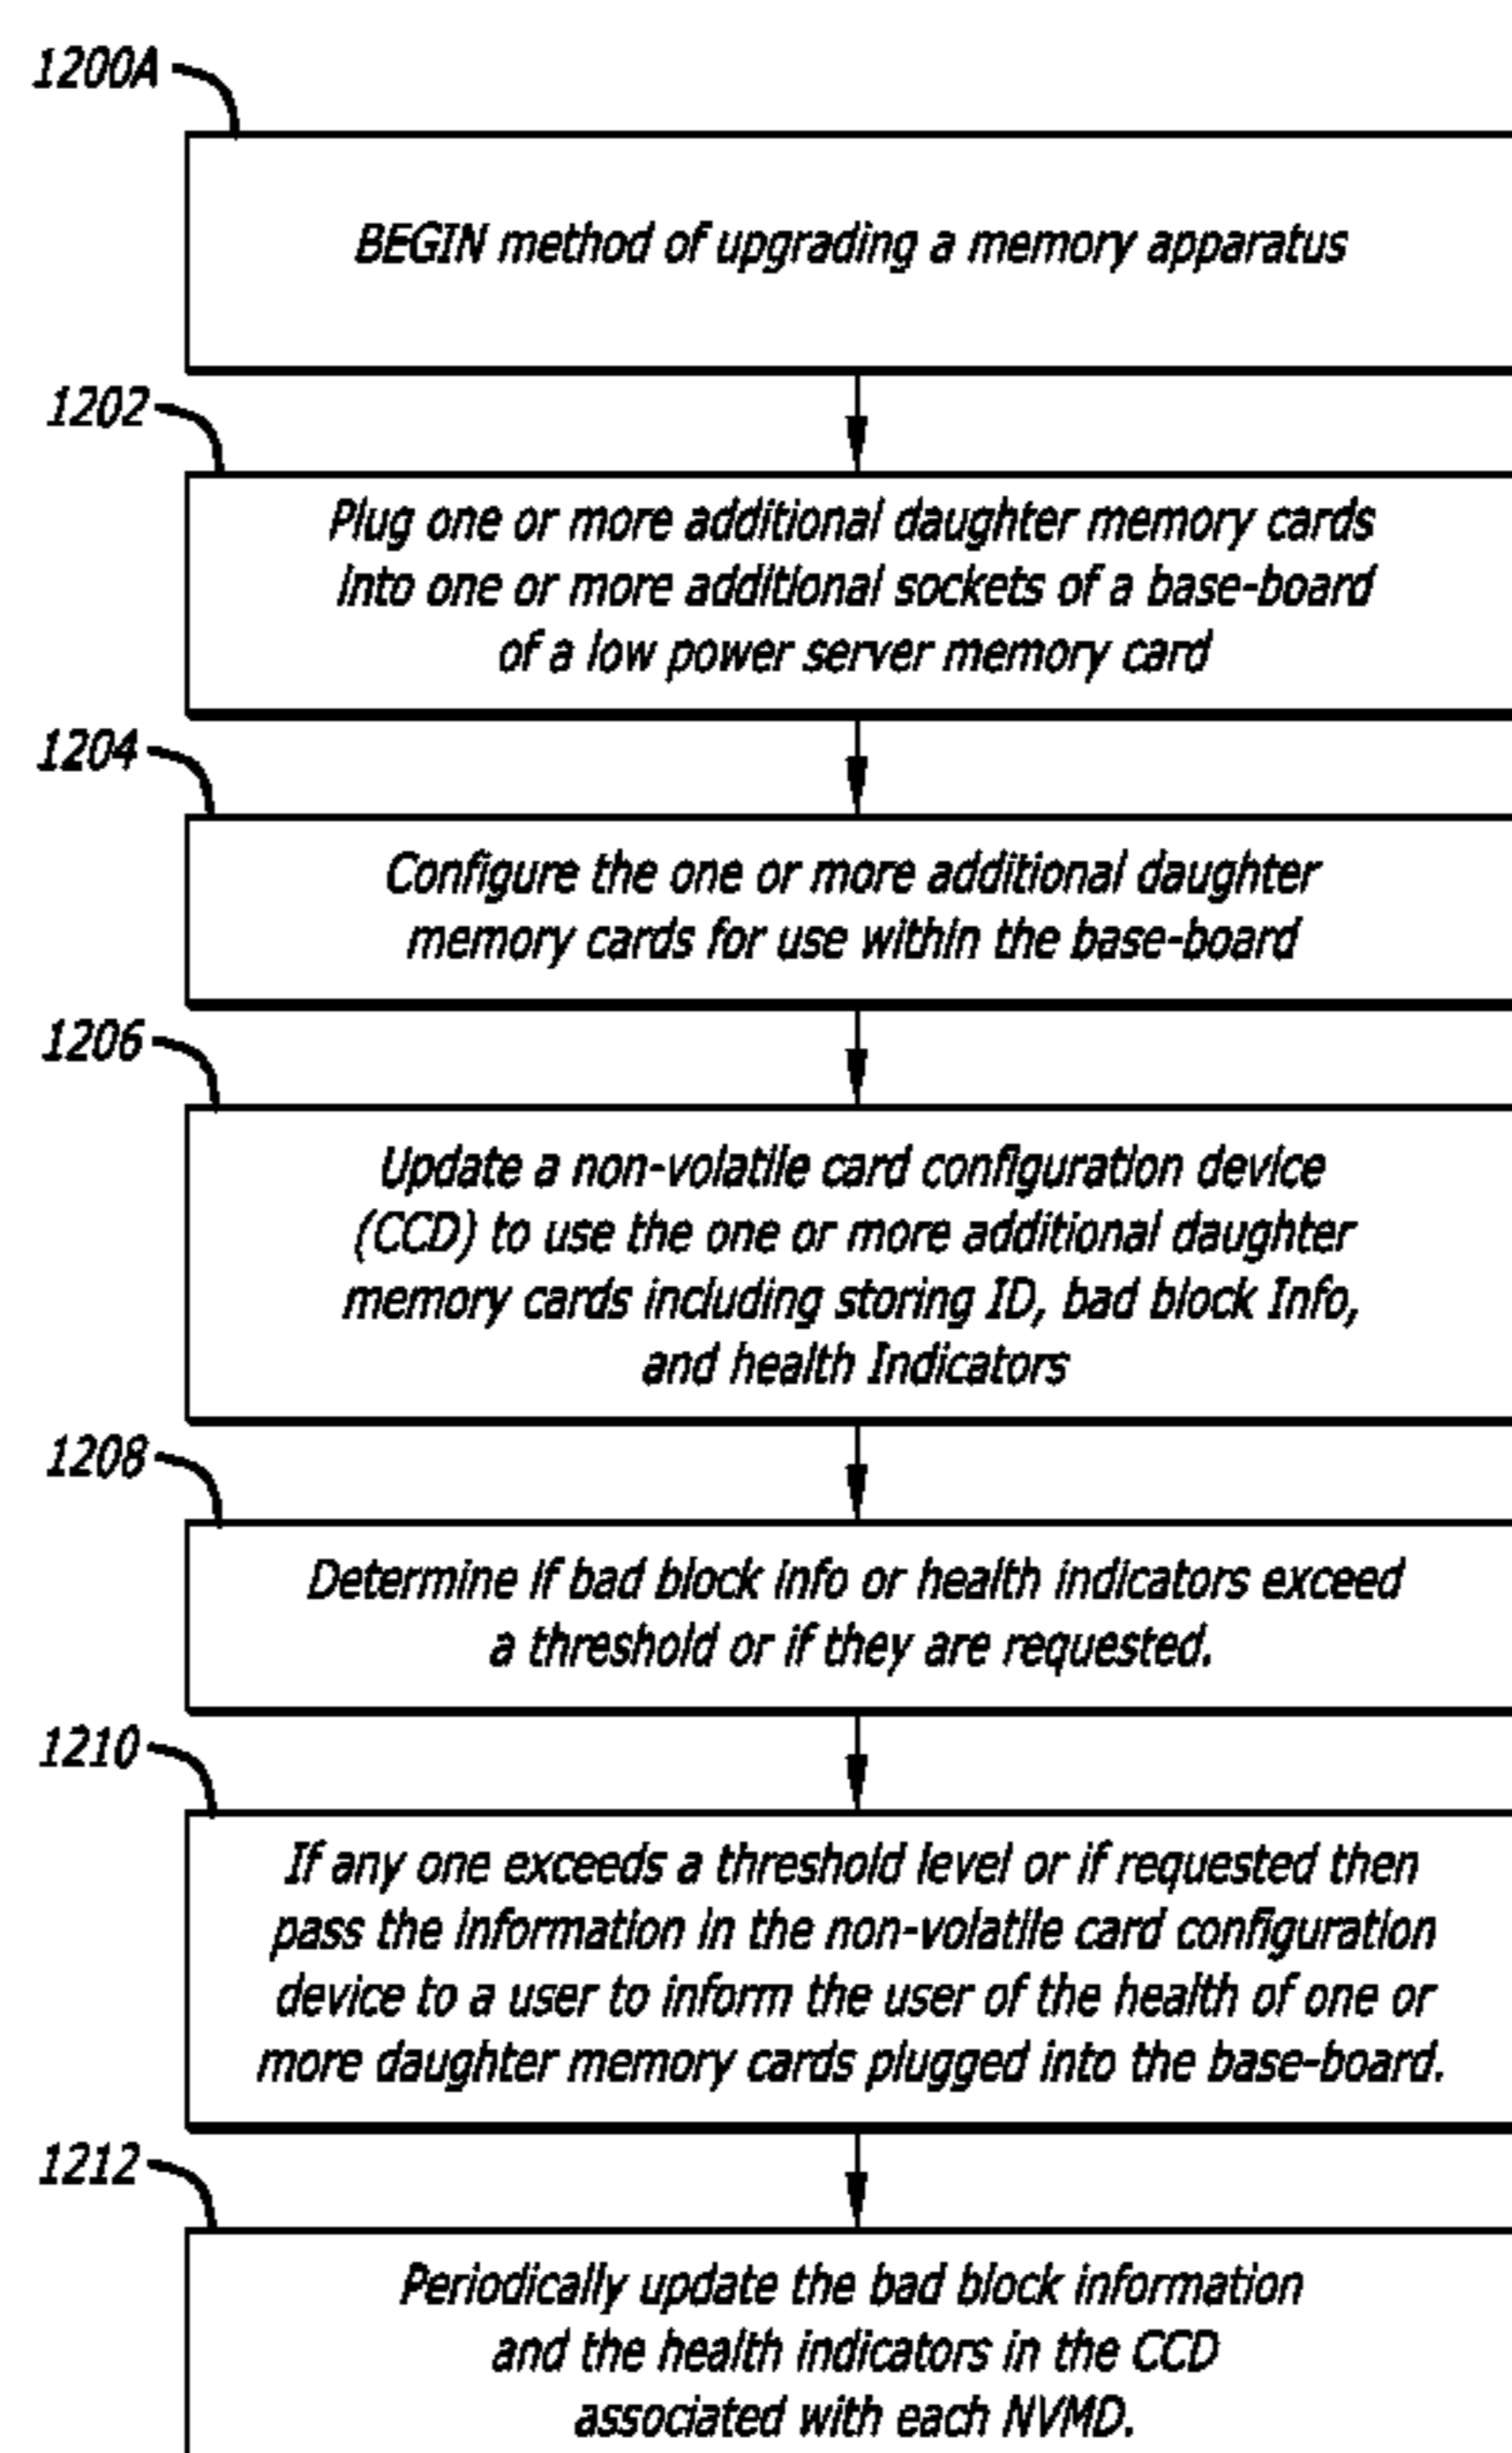 1200A
BEGIN method of upgrading a memory apparatus
1202
Plug one or more additional daughter memory cards
into one or more additional sockets of a base-board
of a low power server memory card
1204
Configure the one or more additional daughter
memory cards for use within the base-board
1206
Update a non-volatile card configuration device
(CCD) to use the one or more additional daughter
memory cards including storing ID, bad block Info,
and health Indicators
1208
Determine if bad block info or health indicators exceed
a threshold or if they are requested.
1210
If any one exceeds a threshold level or if requested then
pass the information in the non-volatile card configuration
device to a user to inform the user of the health of one or
more daughter memory cards plugged into the base-board.
1212
Periodically update the bad block information
and the health indicators in the CCD
associated with each NVMD.